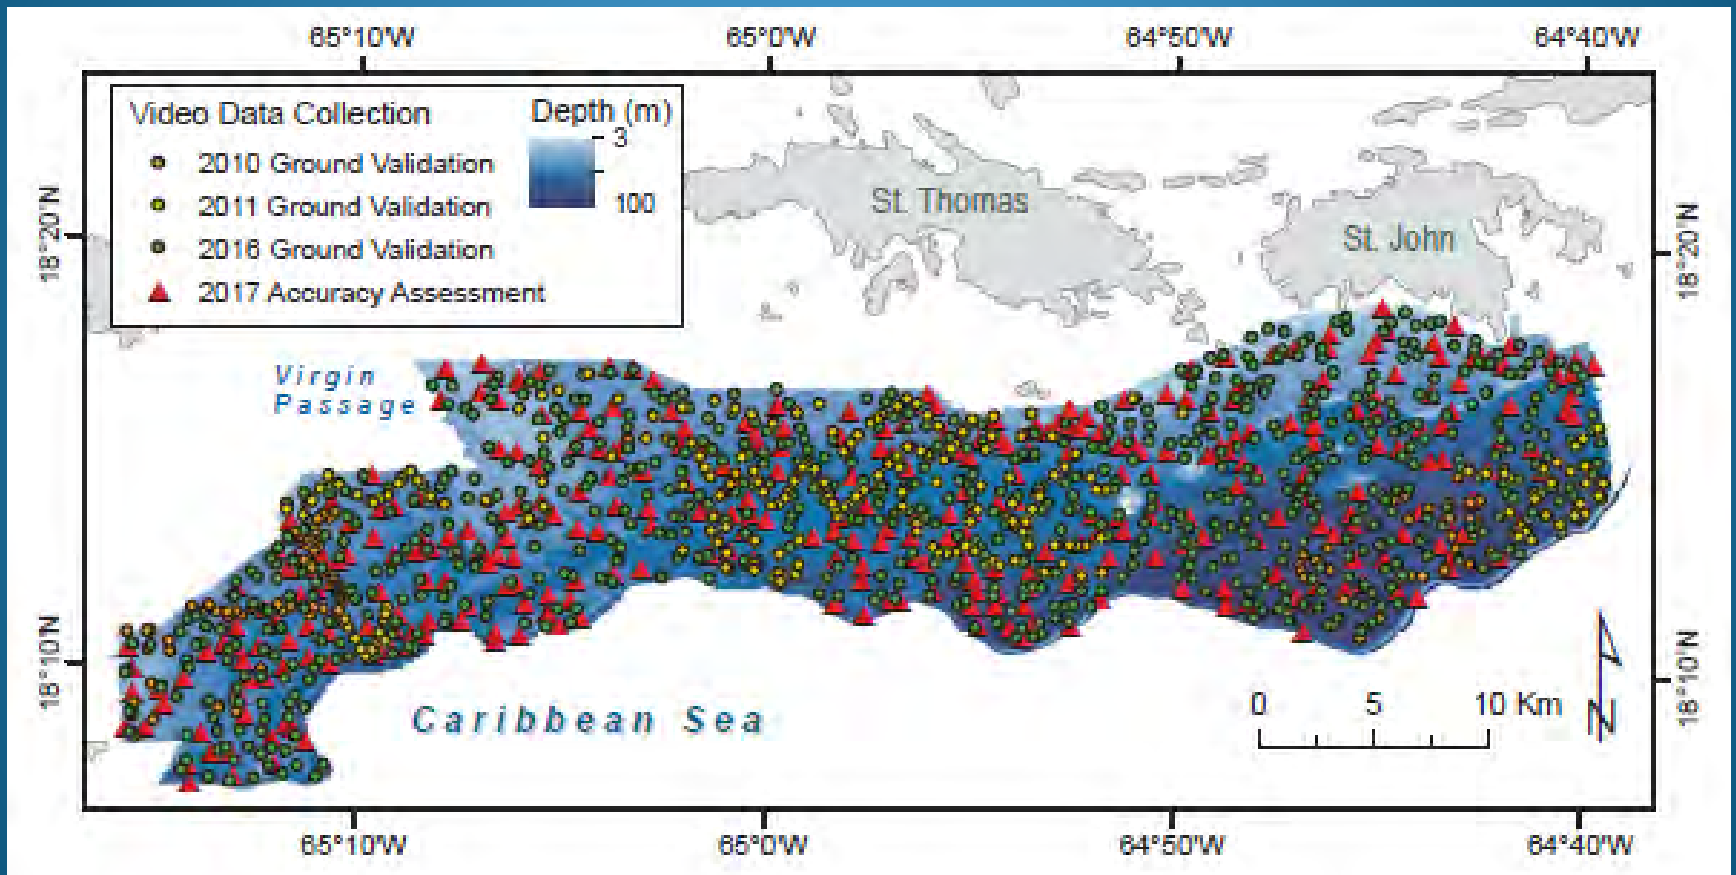 65°10'W 65°0'W 64°50'W 64°40'W
Video Data Collection
Depth (m)
3
2010 Ground Validation
2011 Ground Validation
100
2016 Ground Validation
2017 Accuracy Assessment
St. Thomas
St. John
18°20'N
18°20'N
Virgin
Passage
18°10'N
18°10'N
Caribbean Sea
0 5 10 Km
N
65°10'W 65°0'W 64°50'W 64°40'W